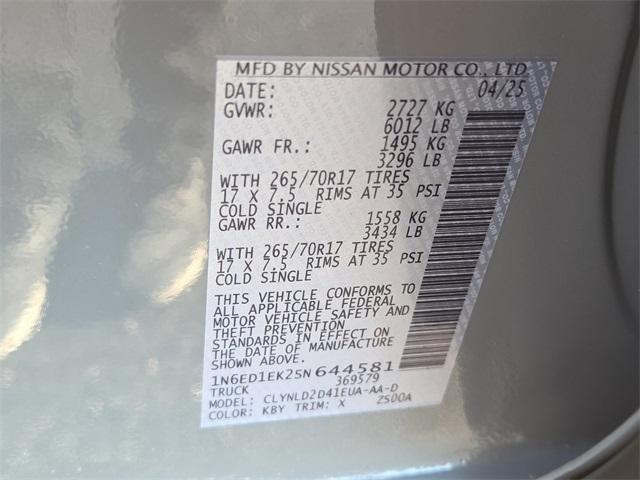 MFD BY NISSAN MOTOR CO., LTD
DATE: 04/25
GVWR: 2727 KG
6012 LB
GAWR FR.: 1495 KG
3296 LB
WITH 265/70R17 TIRES
17 X 7.5 RIMS AT 35 PSI
COLD SINGLE
GAWR RR.: 1558 KG
3434 LB
WITH 265/70R17 TIRES
17 X 7.5 RIMS AT 35 PSI
COLD SINGLE
THIS VEHICLE CONFORMS TO
ALL APPLICABLE FEDERAL
MOTOR VEHICLE SAFETY AND
THEFT PREVENTION
STANDARDS IN EFFECT ON
THE DATE OF MANUFACTURE
SHOWN ABOVE.
1N6ED1EK2SN644581
TRUCK 369579
MODEL: CLYNLD2D41EUA-AA-D
COLOR: KBY TRIM: X ZS00A